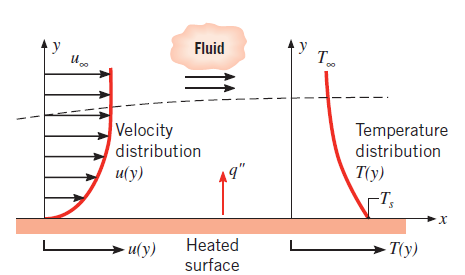 y
u∞
Fluid
y
T∞
Velocity
distribution
u(y)
q"
Temperature
distribution
T(y)
Ts
x
u(y)
Heated
surface
T(y)